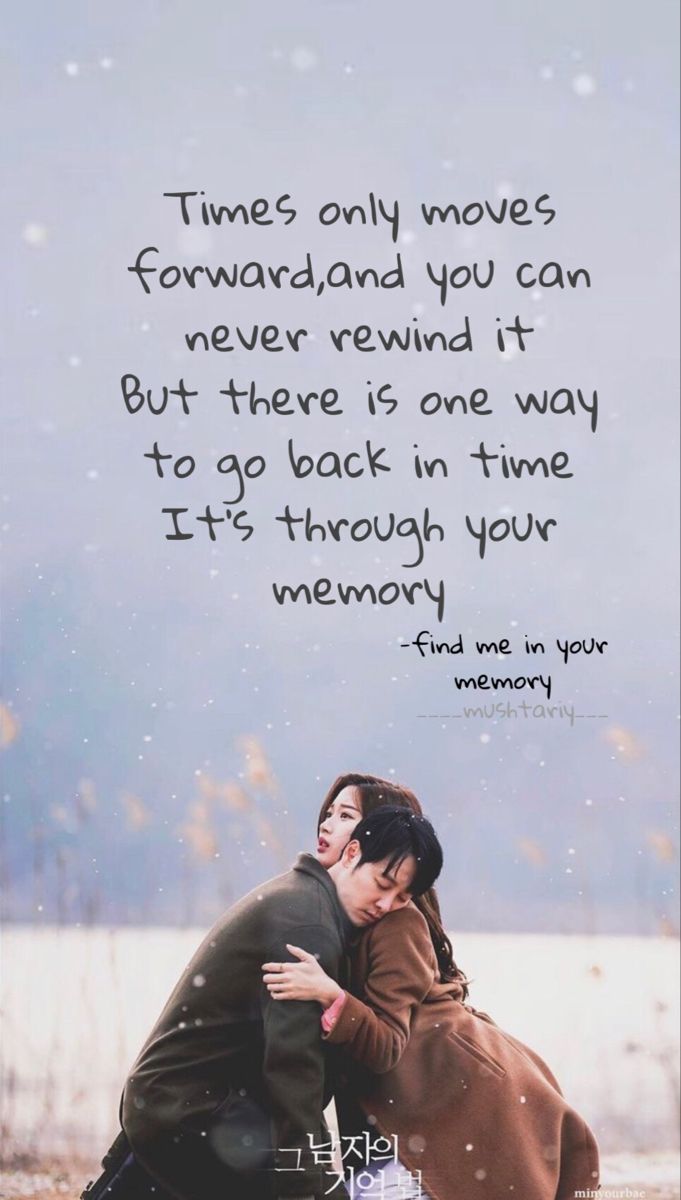 Times only moves
forward,and you can
never rewind it
But there is one way
to go back in time
It's through your
memory
-find me in your
memory
____mushtariy___
그 남자의
기억법
minyourbae